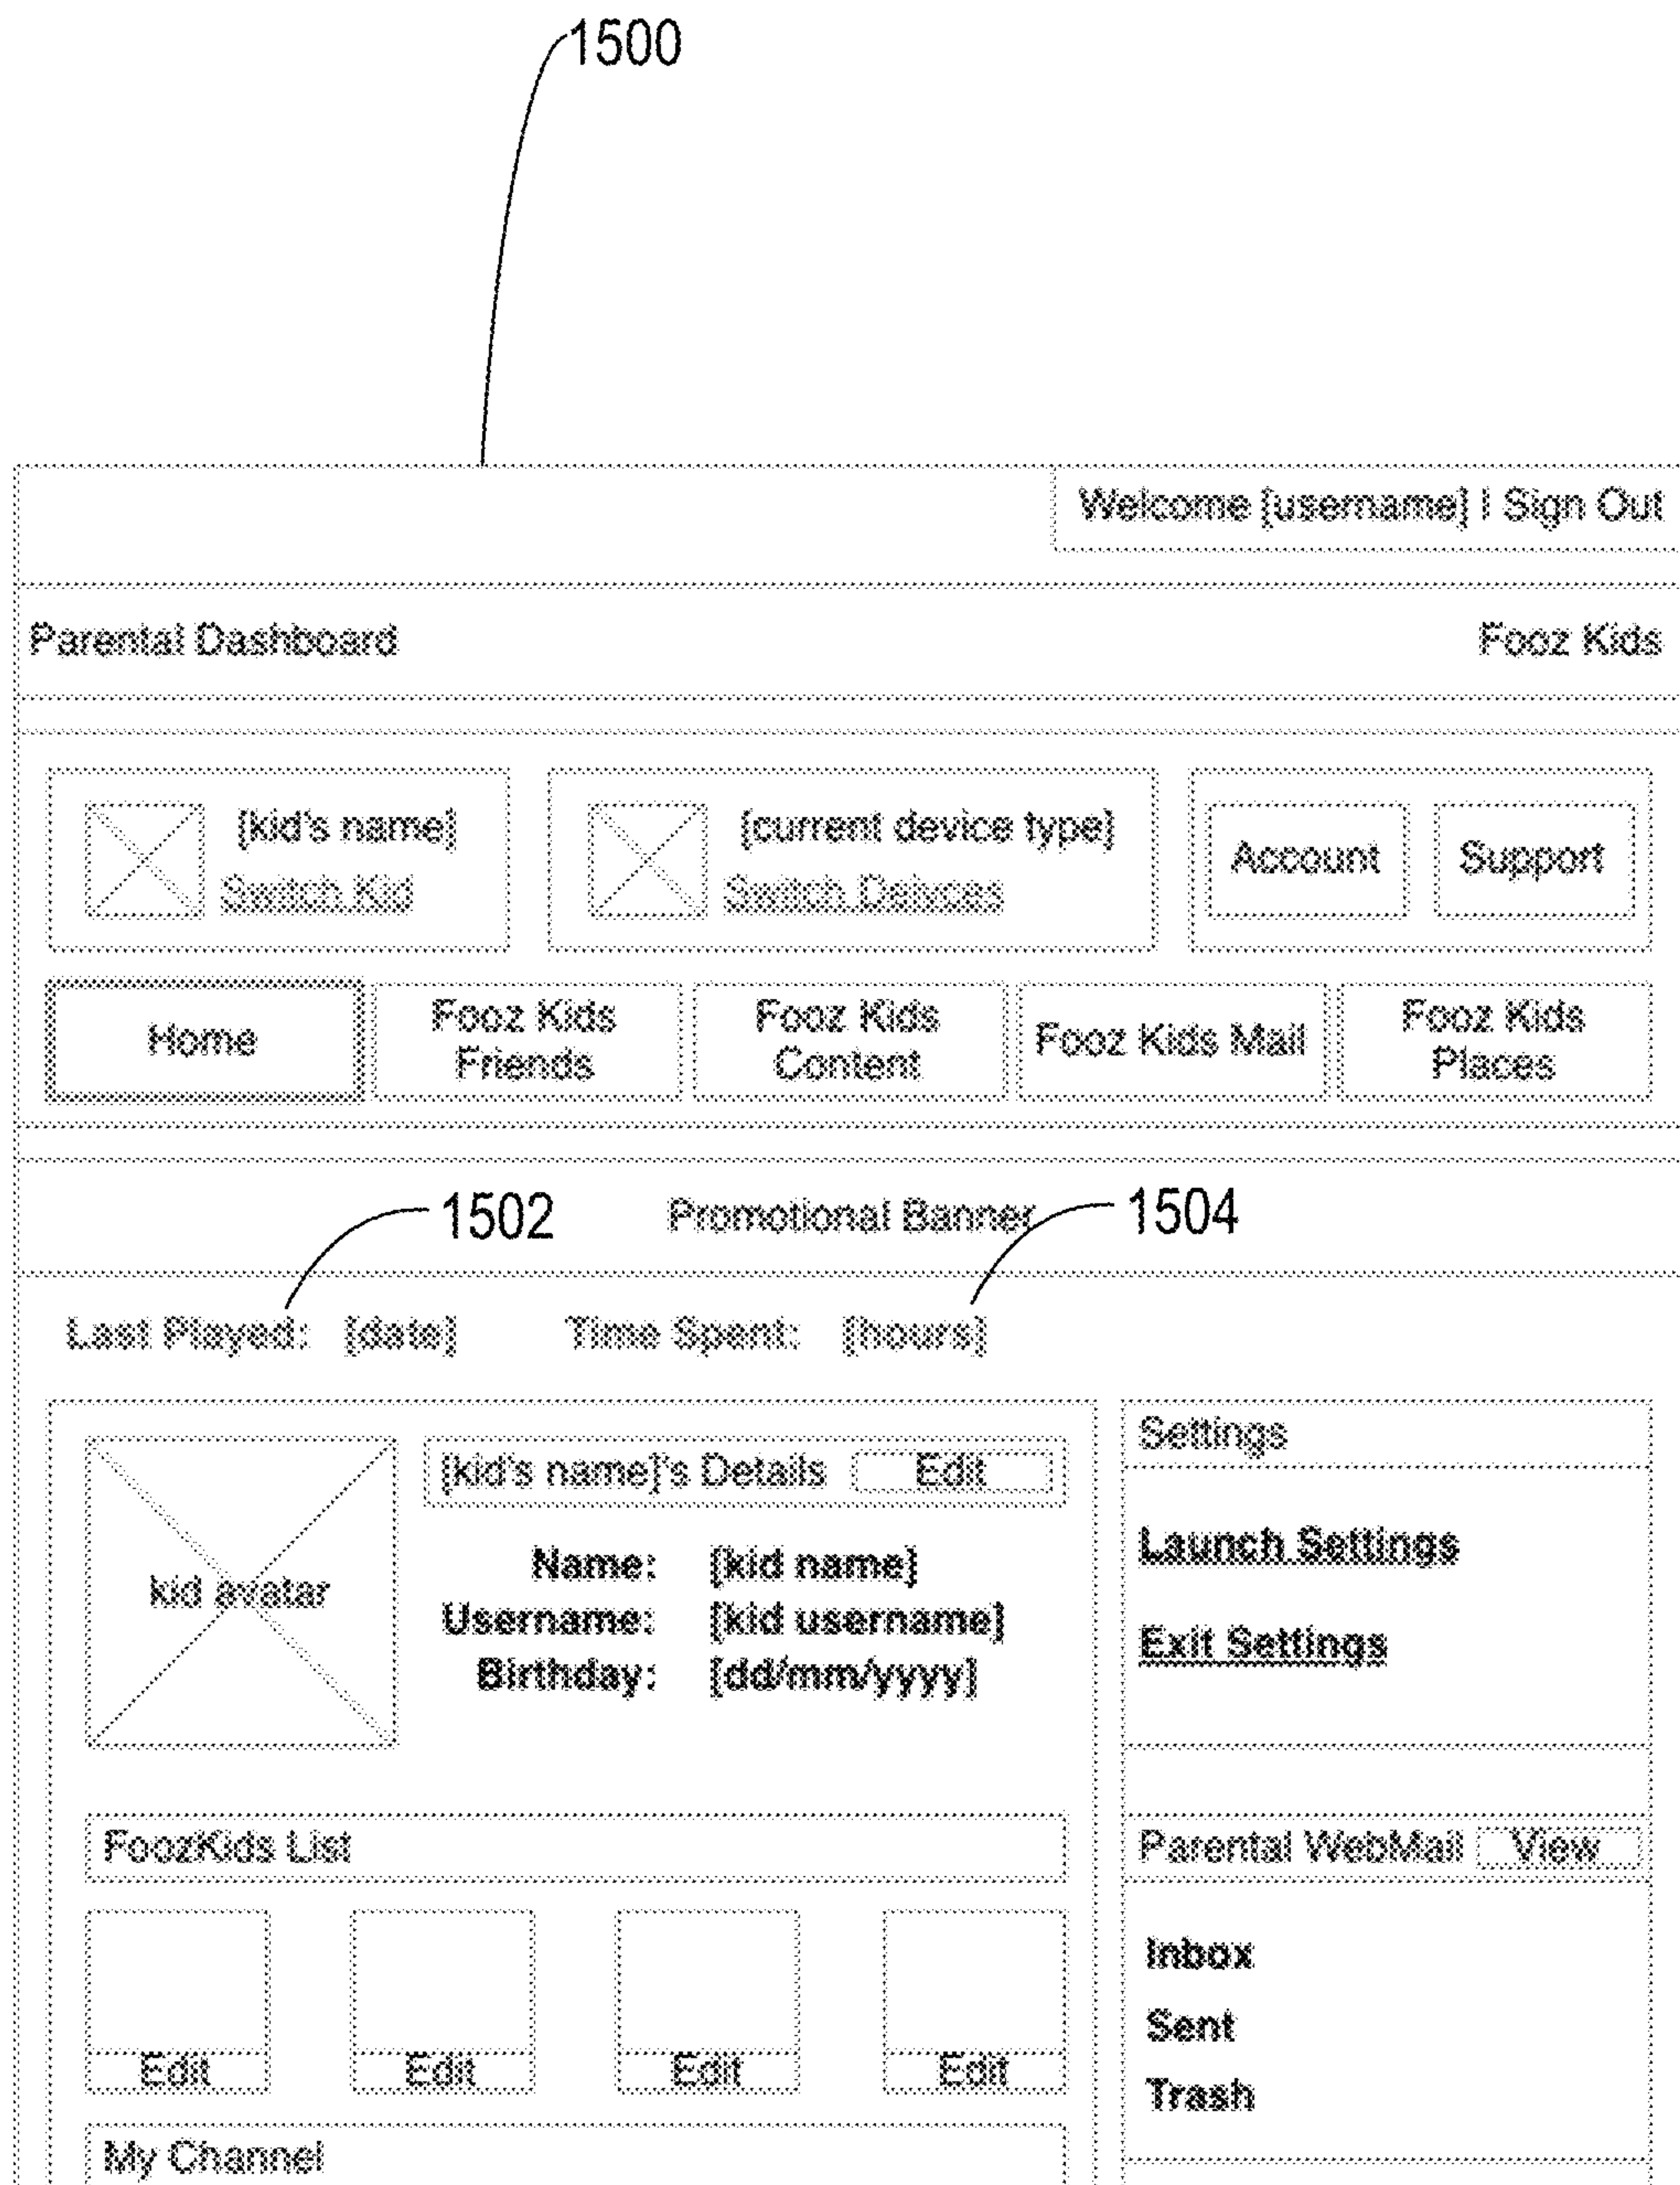 1500
Welcome [username] | Sign Out
Parental Dashboard Fooz Kids
[kid's name] [current device type]
Account Support
Switch Kid Switch Deivces
Home
Fooz Kids
Friends
Fooz Kids
Content
Fooz Kids Mail
Fooz Kids
Places
1502 Promotional Banner 1504
Last Played: [date] Time Spent: [hours]
kid avatar
[kid's name]'s Details Edit
Name: [kid name]
Username: [kid username]
Birthday: [dd/mm/yyyy]
Settings
Launch Settings
Exit Settings
FoozKids List
Edit Edit Edit Edit
My Channel
Parental WebMail View
Inbox
Sent
Trash